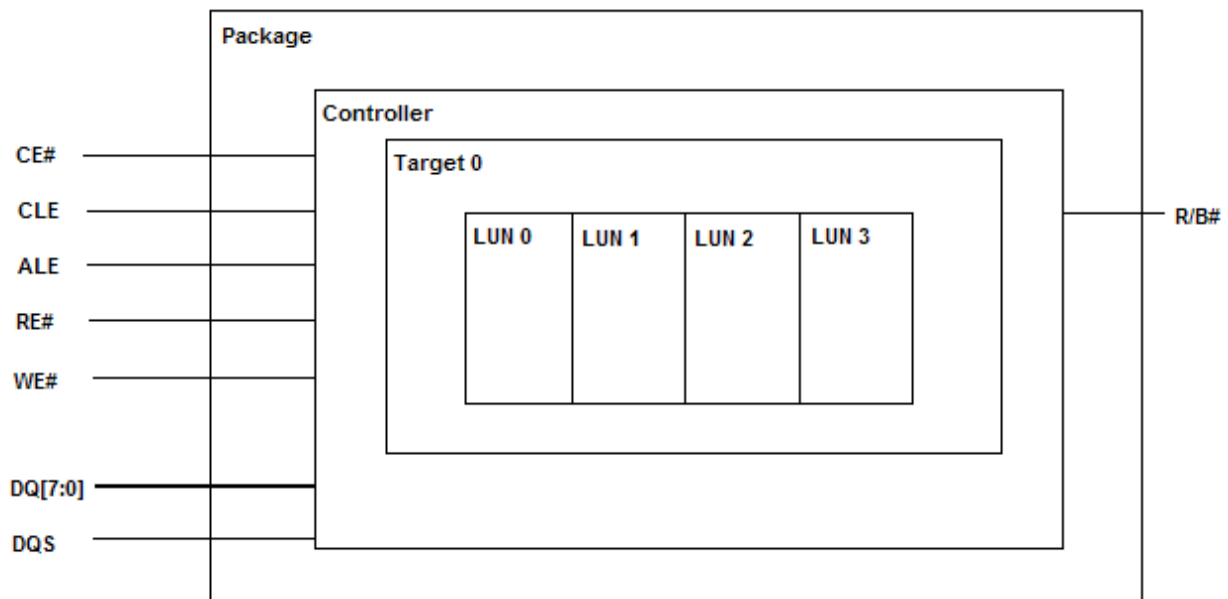 Package
Controller
CE#
Target 0
CLE
R/B#
LUN 0 LUN 1 LUN 2 LUN 3
ALE
RE#
WE#
DQ[7:0]
DQS